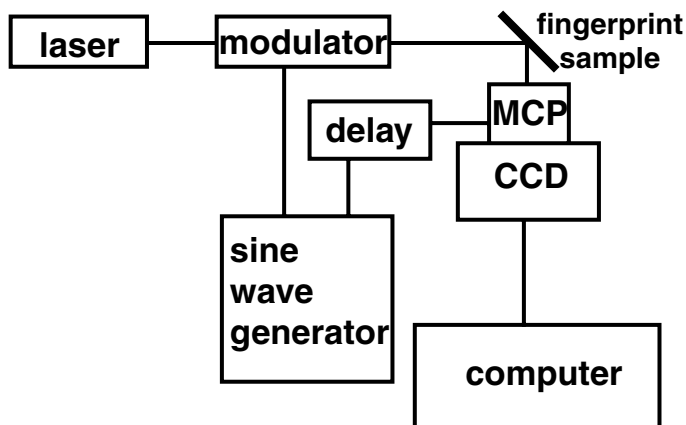 laser
modulator
fingerprint
sample
MCP
delay
CCD
sine
wave
generator
computer